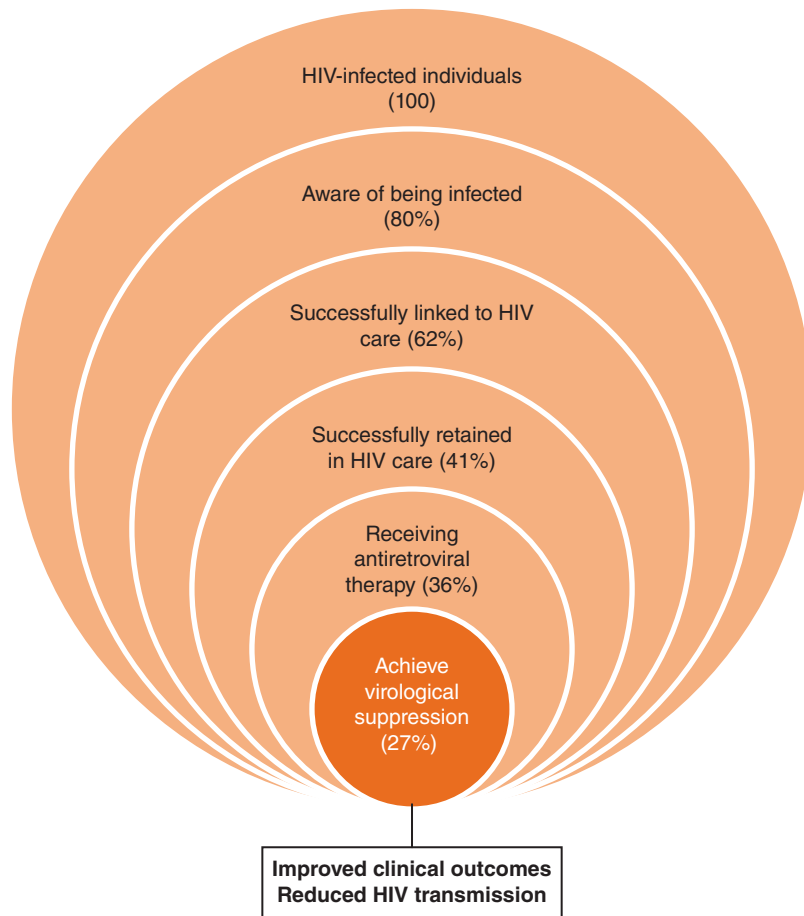 HIV-infected individuals
(100)
Aware of being infected
(80%)
Successfully linked to HIV
care (62%)
Successfully retained
in HIV care (41%)
Receiving
antiretroviral
therapy (36%)
Achieve
virological
suppression
(27%)
Improved clinical outcomes
Reduced HIV transmission